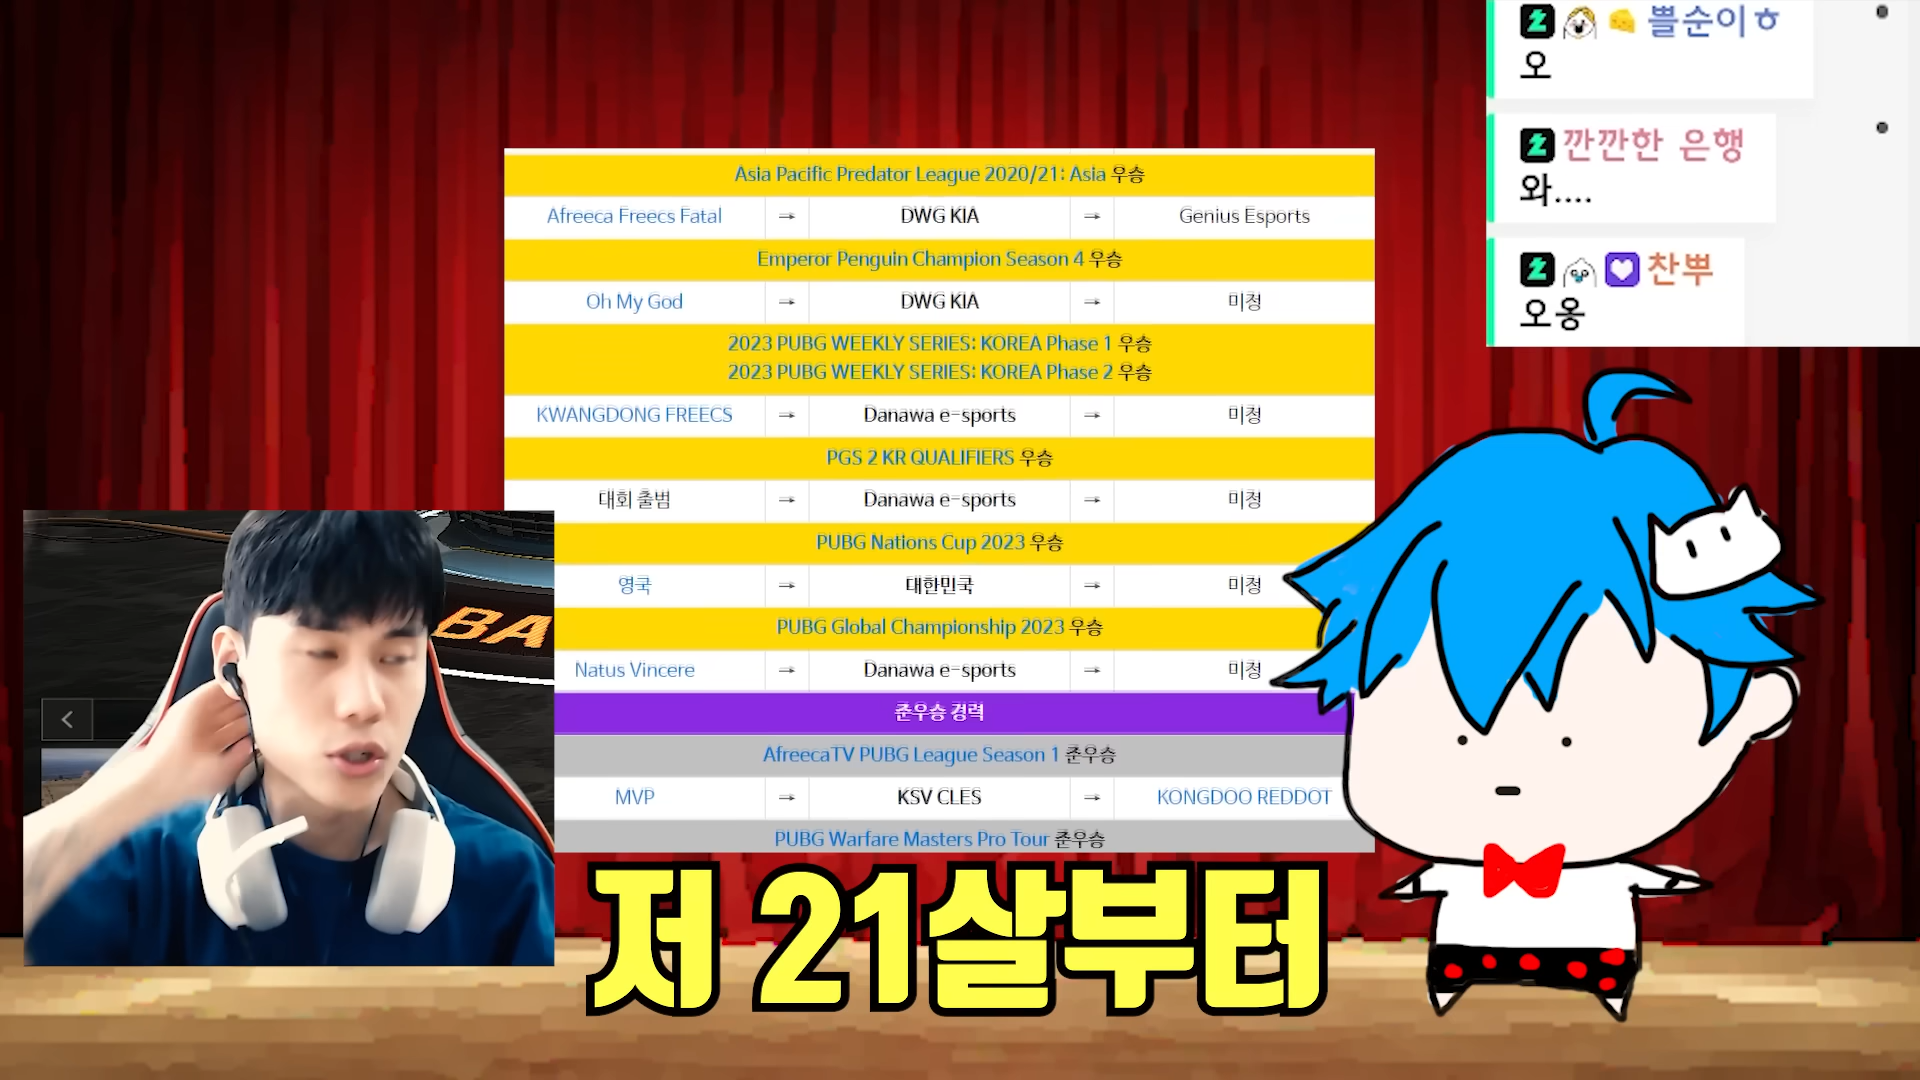 Asia Pacific Predator League 2020/21: Asia 우승
Afreeca Freecs Fatal → DWG KIA → Genius Esports
Emperor Penguin Champion Season 4 우승
Oh My God → DWG KIA → 미정
2023 PUBG WEEKLY SERIES: KOREA Phase 1 우승
2023 PUBG WEEKLY SERIES: KOREA Phase 2 우승
KWANGDONG FREECS → Danawa e-sports → 미정
PGS 2 KR QUALIFIERS 우승
대회 출범 → Danawa e-sports → 미정
PUBG Nations Cup 2023 우승
영국 → 대한민국 → 미정
PUBG Global Championship 2023 우승
Natus Vincere → Danawa e-sports → 미정
준우승 경력
AfreecaTV PUBG League Season 1 준우승
MVP → KSV CLES → KONGDOO REDDOT
PUBG Warfare Masters Pro Tour 준우승
쁠순이ㅎ
오
깐깐한 은행
와....
찬뿌
오옹
BA
저 21살부터